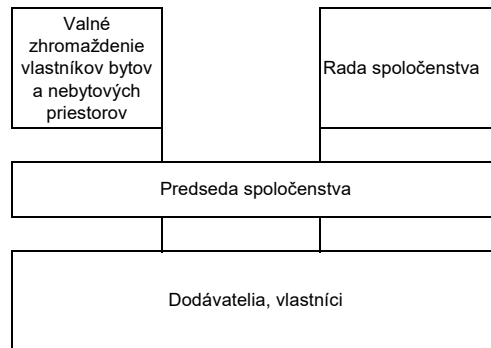 Valné
zhromaždenie
vlastníkov bytov
a nebytových
priestorov
Rada spoločenstva
Predseda spoločenstva
Dodávatelia, vlastníci